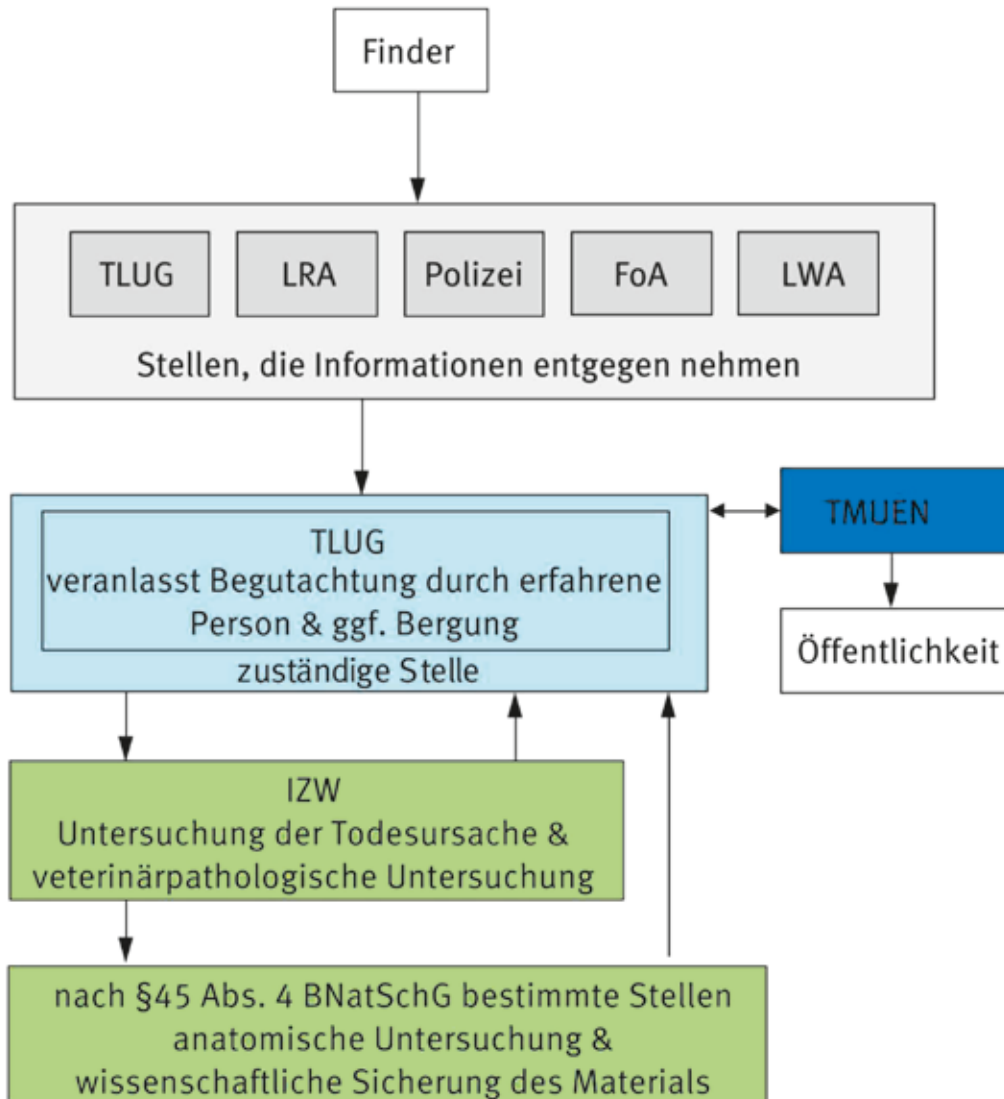 Finder
TLUG
LRA
Polizei
FoA
LWA
Stellen, die Informationen entgegen nehmen
TLUG
veranlasst Begutachtung durch erfahrene
Person & ggf. Bergung
zuständige Stelle
TMUEN
Öffentlichkeit
IZW
Untersuchung der Todesursache &
veterinärpathologische Untersuchung
nach §45 Abs. 4 BNatSchG bestimmte Stellen
anatomische Untersuchung &
wissenschaftliche Sicherung des Materials